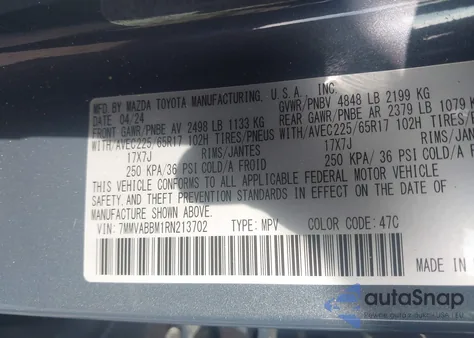 MFD. BY MAZDA TOYOTA MANUFACTURING, U.S.A., INC.
DATE 04/24 GVWR/PNBV 4848 LB 2199 KG
FRONT GAWR/PNBE AV 2498 LB 1133 KG REAR GAWR/PNBE AR 2379 LB 1079 KG
WITH/AVEC225/65R17 102H TIRES/PNEUS WITH/AVEC225/65R17 102H TIRES/
17X7J RIMS/JANTES 17X7J RIMS/JANTES
250 KPA/36 PSI COLD/A FROID 250 KPA/36 PSI COLD/A
THIS VEHICLE CONFORMS TO ALL APPLICABLE FEDERAL MOTOR VEHICLE
SAFETY, AND THEFT PREVENTION STANDARDS IN EFFECT ON THE DATE OF
MANUFACTURE SHOWN ABOVE.
VIN: 7MMVABBM1RN213702 TYPE: MPV COLOR CODE: 47C
MADE IN
autoSnap